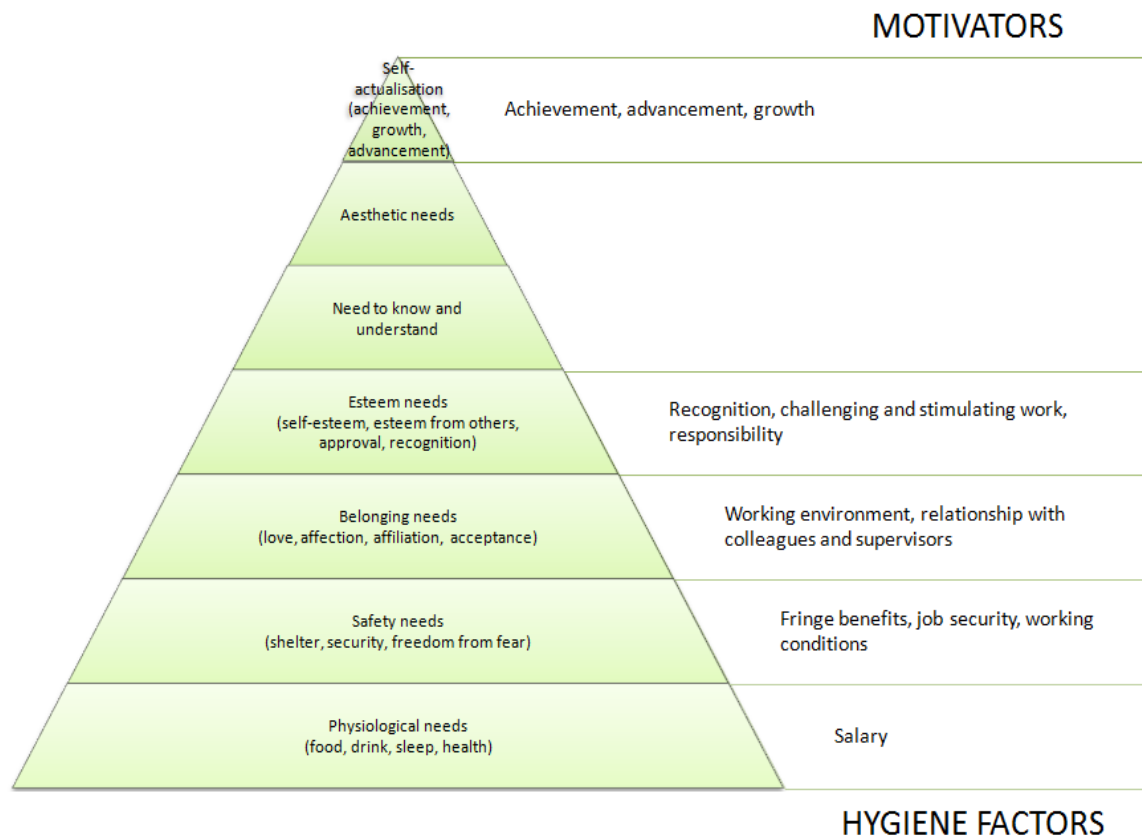 MOTIVATORS
Self-
actualisation
(achievement,
growth,
advancement)
Achievement, advancement, growth
Aesthetic needs
Need to know and
understand
Esteem needs
(self-esteem, esteem from others,
approval, recognition)
Recognition, challenging and stimulating work,
responsibility
Belonging needs
(love, affection, affiliation, acceptance)
Working environment, relationship with
colleagues and supervisors
Safety needs
(shelter, security, freedom from fear)
Fringe benefits, job security, working
conditions
Physiological needs
(food, drink, sleep, health)
Salary
HYGIENE FACTORS